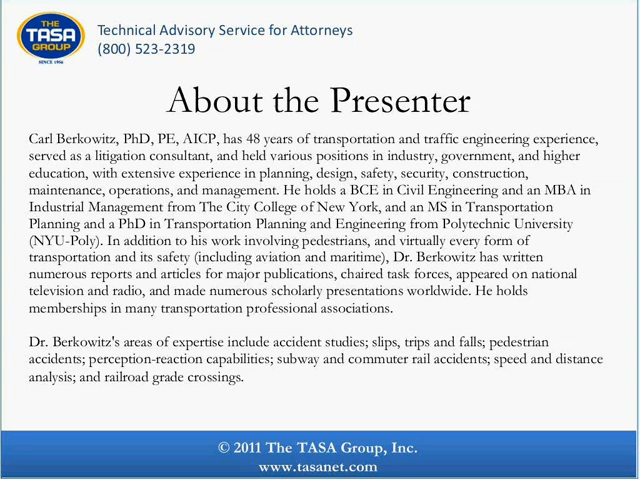 THE
TASA
GROUP
SINCE 1956
Technical Advisory Service for Attorneys
(800) 523-2319
About the Presenter
Carl Berkowitz, PhD, PE, AICP, has 48 years of transportation and traffic engineering experience,
served as a litigation consultant, and held various positions in industry, government, and higher
education, with extensive experience in planning, design, safety, security, construction,
maintenance, operations, and management. He holds a BCE in Civil Engineering and an MBA in
Industrial Management from The City College of New York, and an MS in Transportation
Planning and a PhD in Transportation Planning and Engineering from Polytechnic University
(NYU-Poly). In addition to his work involving pedestrians, and virtually every form of
transportation and its safety (including aviation and maritime), Dr. Berkowitz has written
numerous reports and articles for major publications, chaired task forces, appeared on national
television and radio, and made numerous scholarly presentations worldwide. He holds
memberships in many transportation professional associations.
Dr. Berkowitz's areas of expertise include accident studies; slips, trips and falls; pedestrian
accidents; perception-reaction capabilities; subway and commuter rail accidents; speed and distance
analysis; and railroad grade crossings.
© 2011 The TASA Group, Inc.
www.tasanet.com